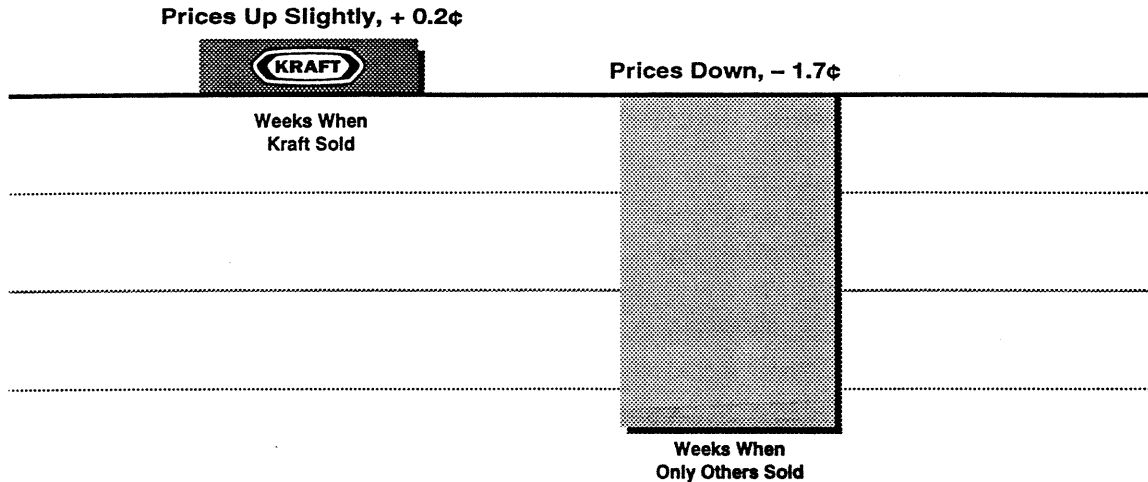 Prices Up Slightly, + 0.2¢
KRAFT
Weeks When
Kraft Sold
Prices Down, – 1.7¢
Weeks When
Only Others Sold